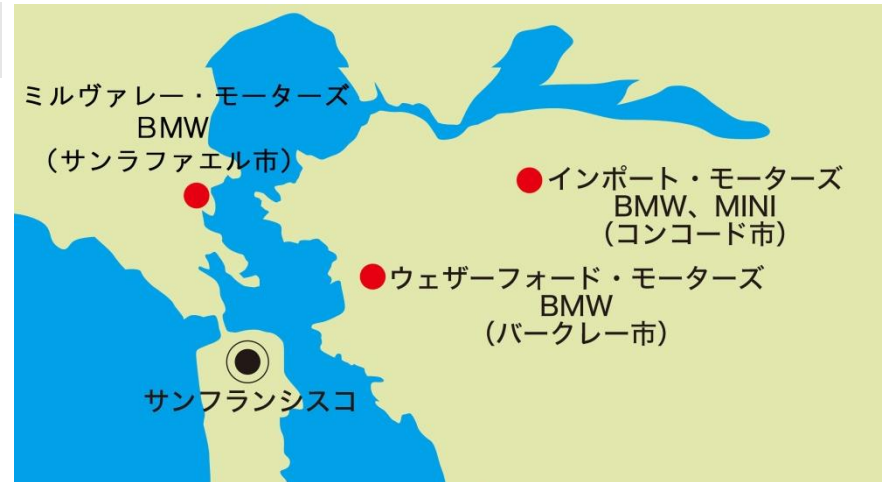 ミルヴァレー・モーターズ
BMW
(サンラファエル市)
インポート・モーターズ
BMW、MINI
(コンコード市)
ウェザーフォード・モーターズ
BMW
(バークレー市)
サンフランシスコ